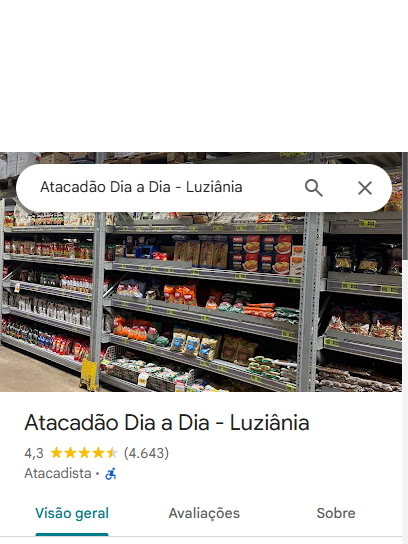 Atacadão Dia a Dia - Luziânia
Atacadão Dia a Dia - Luziânia
4,3 (4.643)
Atacadista ·
Visão geral Avaliações Sobre